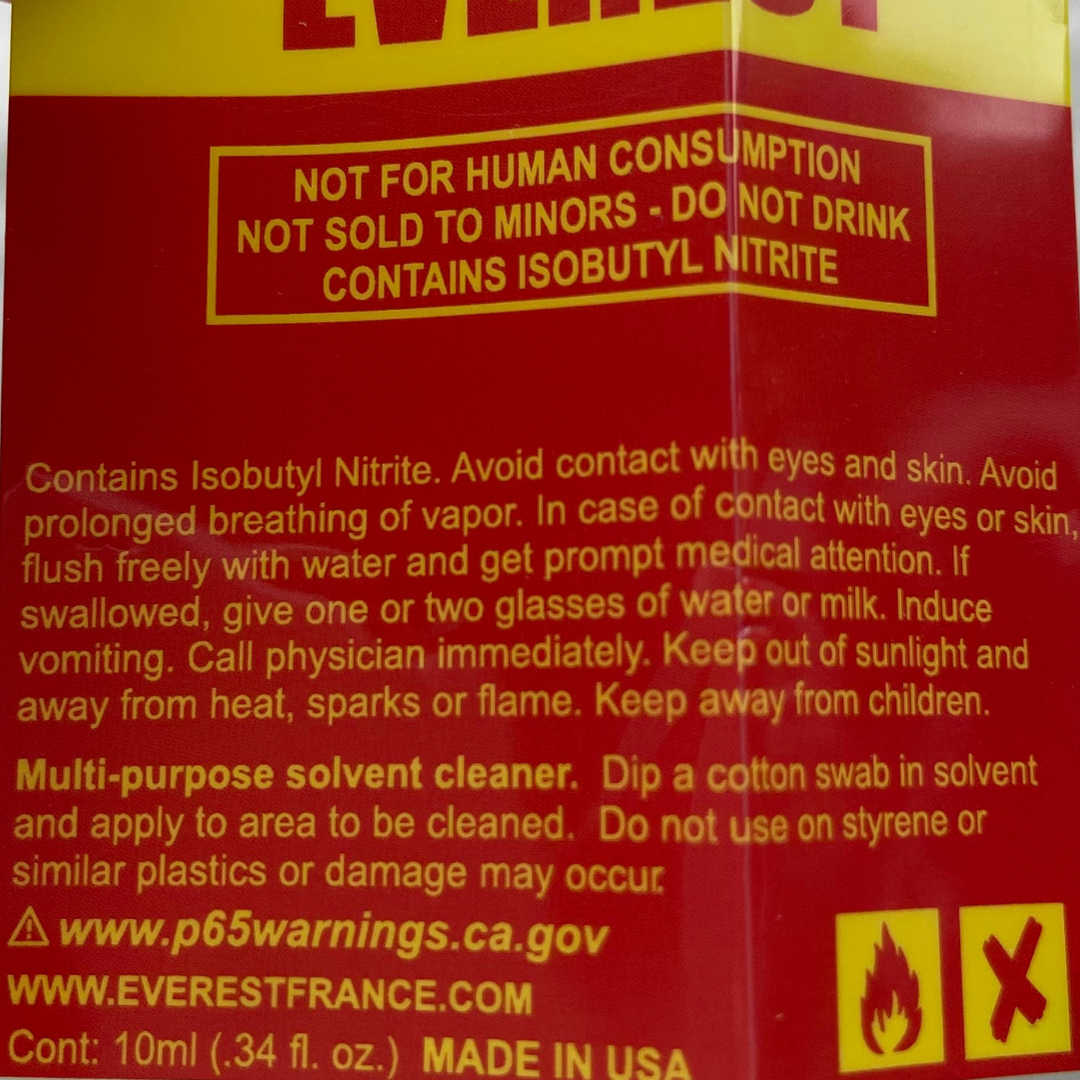 EVEREST
NOT FOR HUMAN CONSUMPTION
NOT SOLD TO MINORS - DO NOT DRINK
CONTAINS ISOBUTYL NITRITE
Contains Isobutyl Nitrite. Avoid contact with eyes and skin. Avoid
prolonged breathing of vapor. In case of contact with eyes or skin,
flush freely with water and get prompt medical attention. If
swallowed, give one or two glasses of water or milk. Induce
vomiting. Call physician immediately. Keep out of sunlight and
away from heat, sparks or flame. Keep away from children.
Multi-purpose solvent cleaner. Dip a cotton swab in solvent
and apply to area to be cleaned. Do not use on styrene or
similar plastics or damage may occur.
www.p65warnings.ca.gov
WWW.EVERESTFRANCE.COM
Cont: 10ml (.34 fl. oz.) MADE IN USA